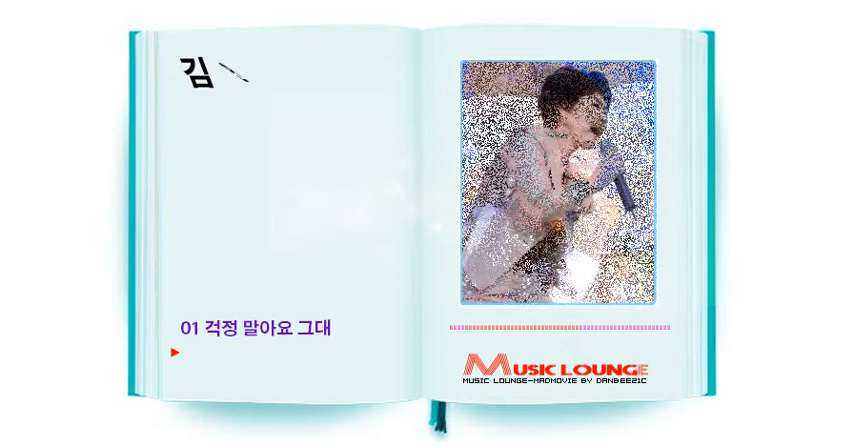 김
01 걱정 말아요 그대
MUSIC LOUNGE
MUSIC LOUNGE-MADMOVIE BY DANBEE21C